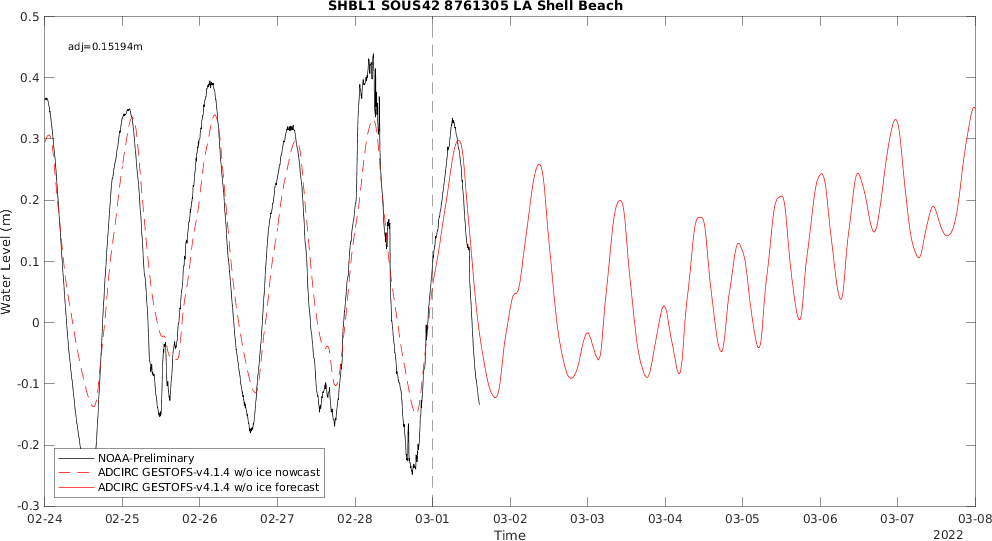 SHBL1 SOUS42 8761305 LA Shell Beach
adj=0.15194m
0.5
0.4
0.3
0.2
0.1
0
-0.1
-0.2
-0.3
Water Level (m)
NOAA-Preliminary
ADCIRC GESTOFS-v4.1.4 w/o ice nowcast
ADCIRC GESTOFS-v4.1.4 w/o ice forecast
02-24 02-25 02-26 02-27 02-28 03-01 03-02 03-03 03-04 03-05 03-06 03-07 03-08
Time
2022